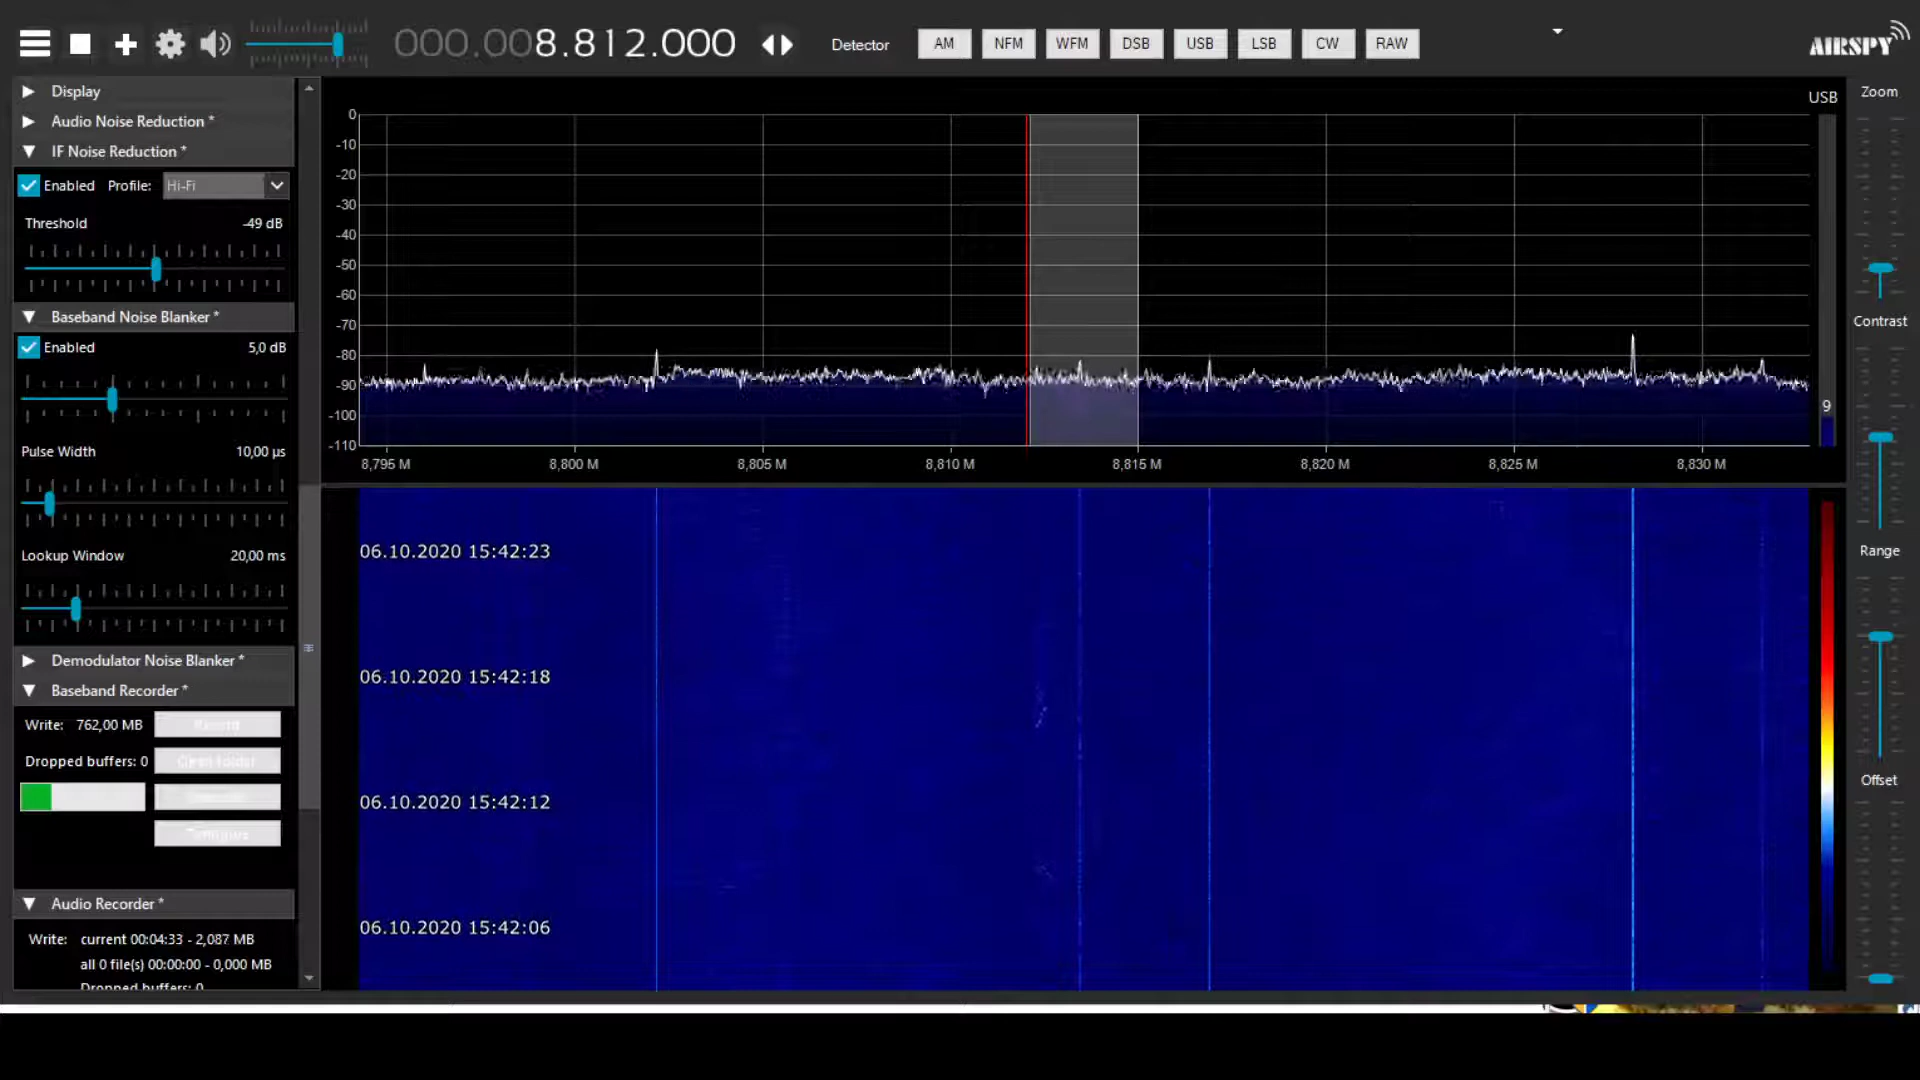 000.008.812.000
Detector
AM
NFM
WFM
DSB
USB
LSB
CW
RAW
AIRSPY
Display
Audio Noise Reduction *
IF Noise Reduction *
Enabled Profile: Hi-Fi
Threshold -49 dB
Baseband Noise Blanker *
Enabled 5,0 dB
Pulse Width 10,00 µs
Lookup Window 20,00 ms
Demodulator Noise Blanker *
Baseband Recorder *
Write: 762,00 MB
Dropped buffers: 0
Audio Recorder *
Write: current 00:04:33 - 2,087 MB
all 0 file(s) 00:00:00 - 0,000 MB
Dropped buffers: 0
USB
0
-10
-20
-30
-40
-50
-60
-70
-80
-90
-100
-110
9
8,795 M
8,800 M
8,805 M
8,810 M
8,815 M
8,820 M
8,825 M
8,830 M
06.10.2020 15:42:23
06.10.2020 15:42:18
06.10.2020 15:42:12
06.10.2020 15:42:06
Zoom
Contrast
Range
Offset